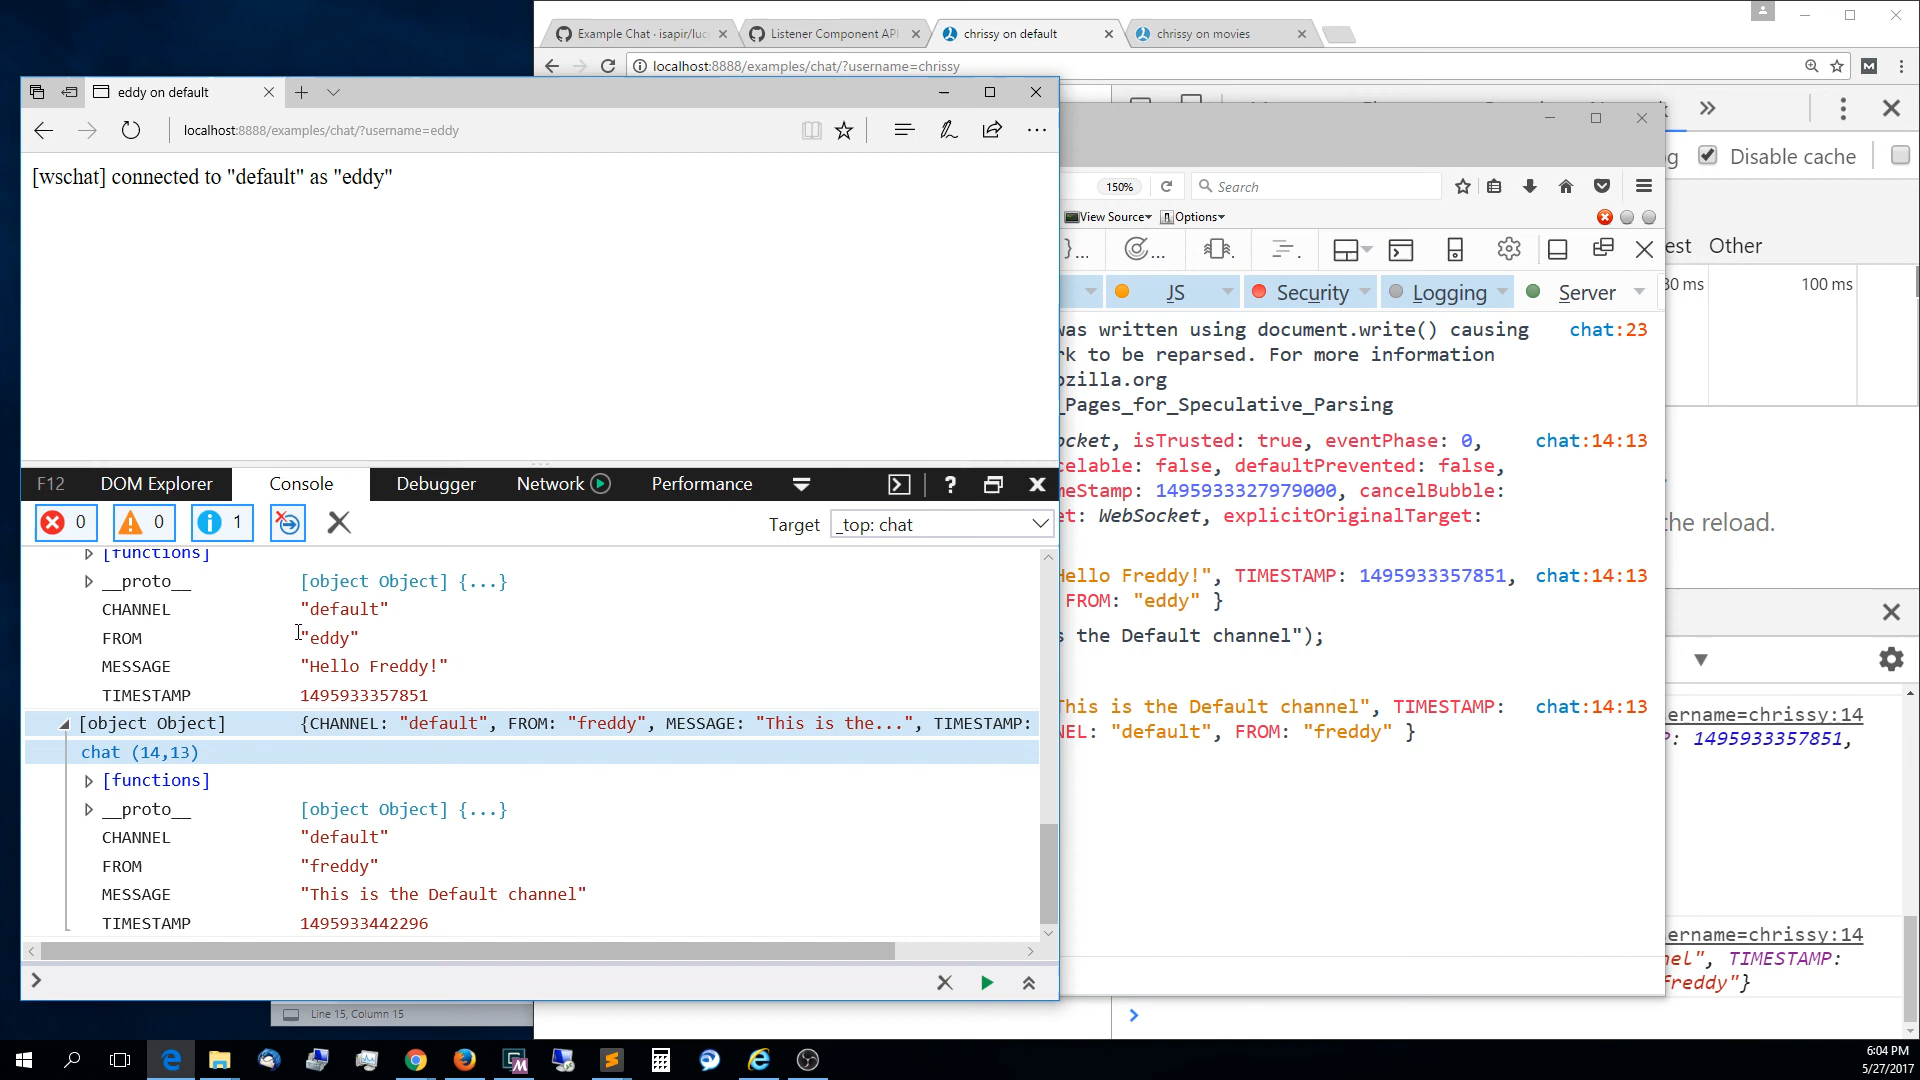 Example Chat · isapir/luc
Listener Component API
chrissy on default
chrissy on movies
localhost:8888/examples/chat/?username=chrissy
eddy on default
localhost:8888/examples/chat/?username=eddy
[wschat] connected to "default" as "eddy"
Disable cache
150%
Search
View Source
Options
est Other
JS
Security
Logging
Server
100 ms
was written using document.write() causing
chat:23
rk to be reparsed. For more information
ozilla.org
_Pages_for_Speculative_Parsing
ocket, isTrusted: true, eventPhase: 0,
chat:14:13
celable: false, defaultPrevented: false,
meStamp: 1495933327979000, cancelBubble:
et: WebSocket, explicitOriginalTarget:
the reload.
Hello Freddy!", TIMESTAMP: 1495933357851,
chat:14:13
FROM: "eddy" }
s the Default channel");
This is the Default channel", TIMESTAMP:
chat:14:13
NEL: "default", FROM: "freddy" }
ername=chrissy:14
P: 1495933357851,
ername=chrissy:14
nel", TIMESTAMP:
freddy"}
F12
DOM Explorer
Console
Debugger
Network
Performance
?
0
0
1
Target
_top: chat
[functions]
__proto__ [object Object] {...}
CHANNEL "default"
FROM "eddy"
MESSAGE "Hello Freddy!"
TIMESTAMP 1495933357851
[object Object] {CHANNEL: "default", FROM: "freddy", MESSAGE: "This is the...", TIMESTAMP:
chat (14,13)
[functions]
__proto__ [object Object] {...}
CHANNEL "default"
FROM "freddy"
MESSAGE "This is the Default channel"
TIMESTAMP 1495933442296
Line 15, Column 15
6:04 PM
5/27/2017